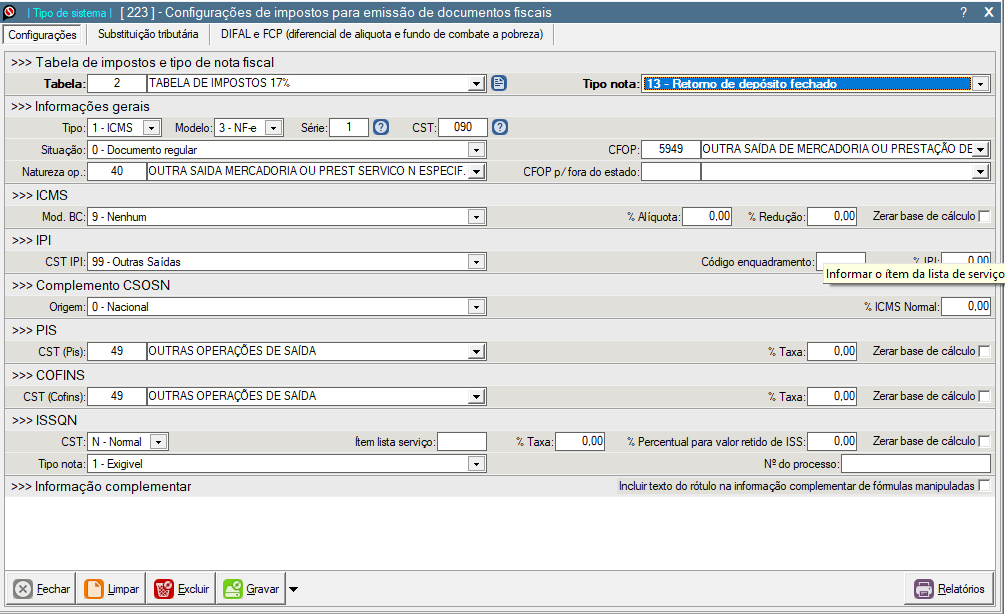 | Tipo de sistema | [ 223 ] - Configurações de impostos para emissão de documentos fiscais ? X
Configurações Substituição tributária DIFAL e FCP (diferencial de aliquota e fundo de combate a pobreza)
>>> Tabela de impostos e tipo de nota fiscal
Tabela: 2 TABELA DE IMPOSTOS 17% Tipo nota: 13 - Retorno de depósito fechado
>>> Informações gerais
Tipo: 1 - ICMS Modelo: 3 - NF-e Série: 1 ? CST: 090 ?
Situação: 0 - Documento regular CFOP: 5949 OUTRA SAÍDA DE MERCADORIA OU PRESTAÇÃO DE
Natureza op.: 40 OUTRA SAIDA MERCADORIA OU PREST SERVICO N ESPECIF. CFOP p/ fora do estado:
>>> ICMS
Mod. BC: 9 - Nenhum % Alíquota: 0,00 % Redução: 0,00 Zerar base de cálculo
>>> IPI
CST IPI: 99 - Outras Saídas Código enquadramento: % IPI: 0,00
Informar o ítem da lista de serviço
>>> Complemento CSOSN
Origem: 0 - Nacional % ICMS Normal: 0,00
>>> PIS
CST (Pis): 49 OUTRAS OPERAÇÕES DE SAÍDA % Taxa: 0,00 Zerar base de cálculo
>>> COFINS
CST (Cofins): 49 OUTRAS OPERAÇÕES DE SAÍDA % Taxa: 0,00 Zerar base de cálculo
>>> ISSQN
CST: N - Normal Ítem lista serviço: % Taxa: 0,00 % Percentual para valor retido de ISS: 0,00 Zerar base de cálculo
Tipo nota: 1 - Exigivel Nº do processo:
>>> Informação complementar Incluir texto do rótulo na informação complementar de fórmulas manipuladas
Fechar Limpar Excluir Gravar Relatórios